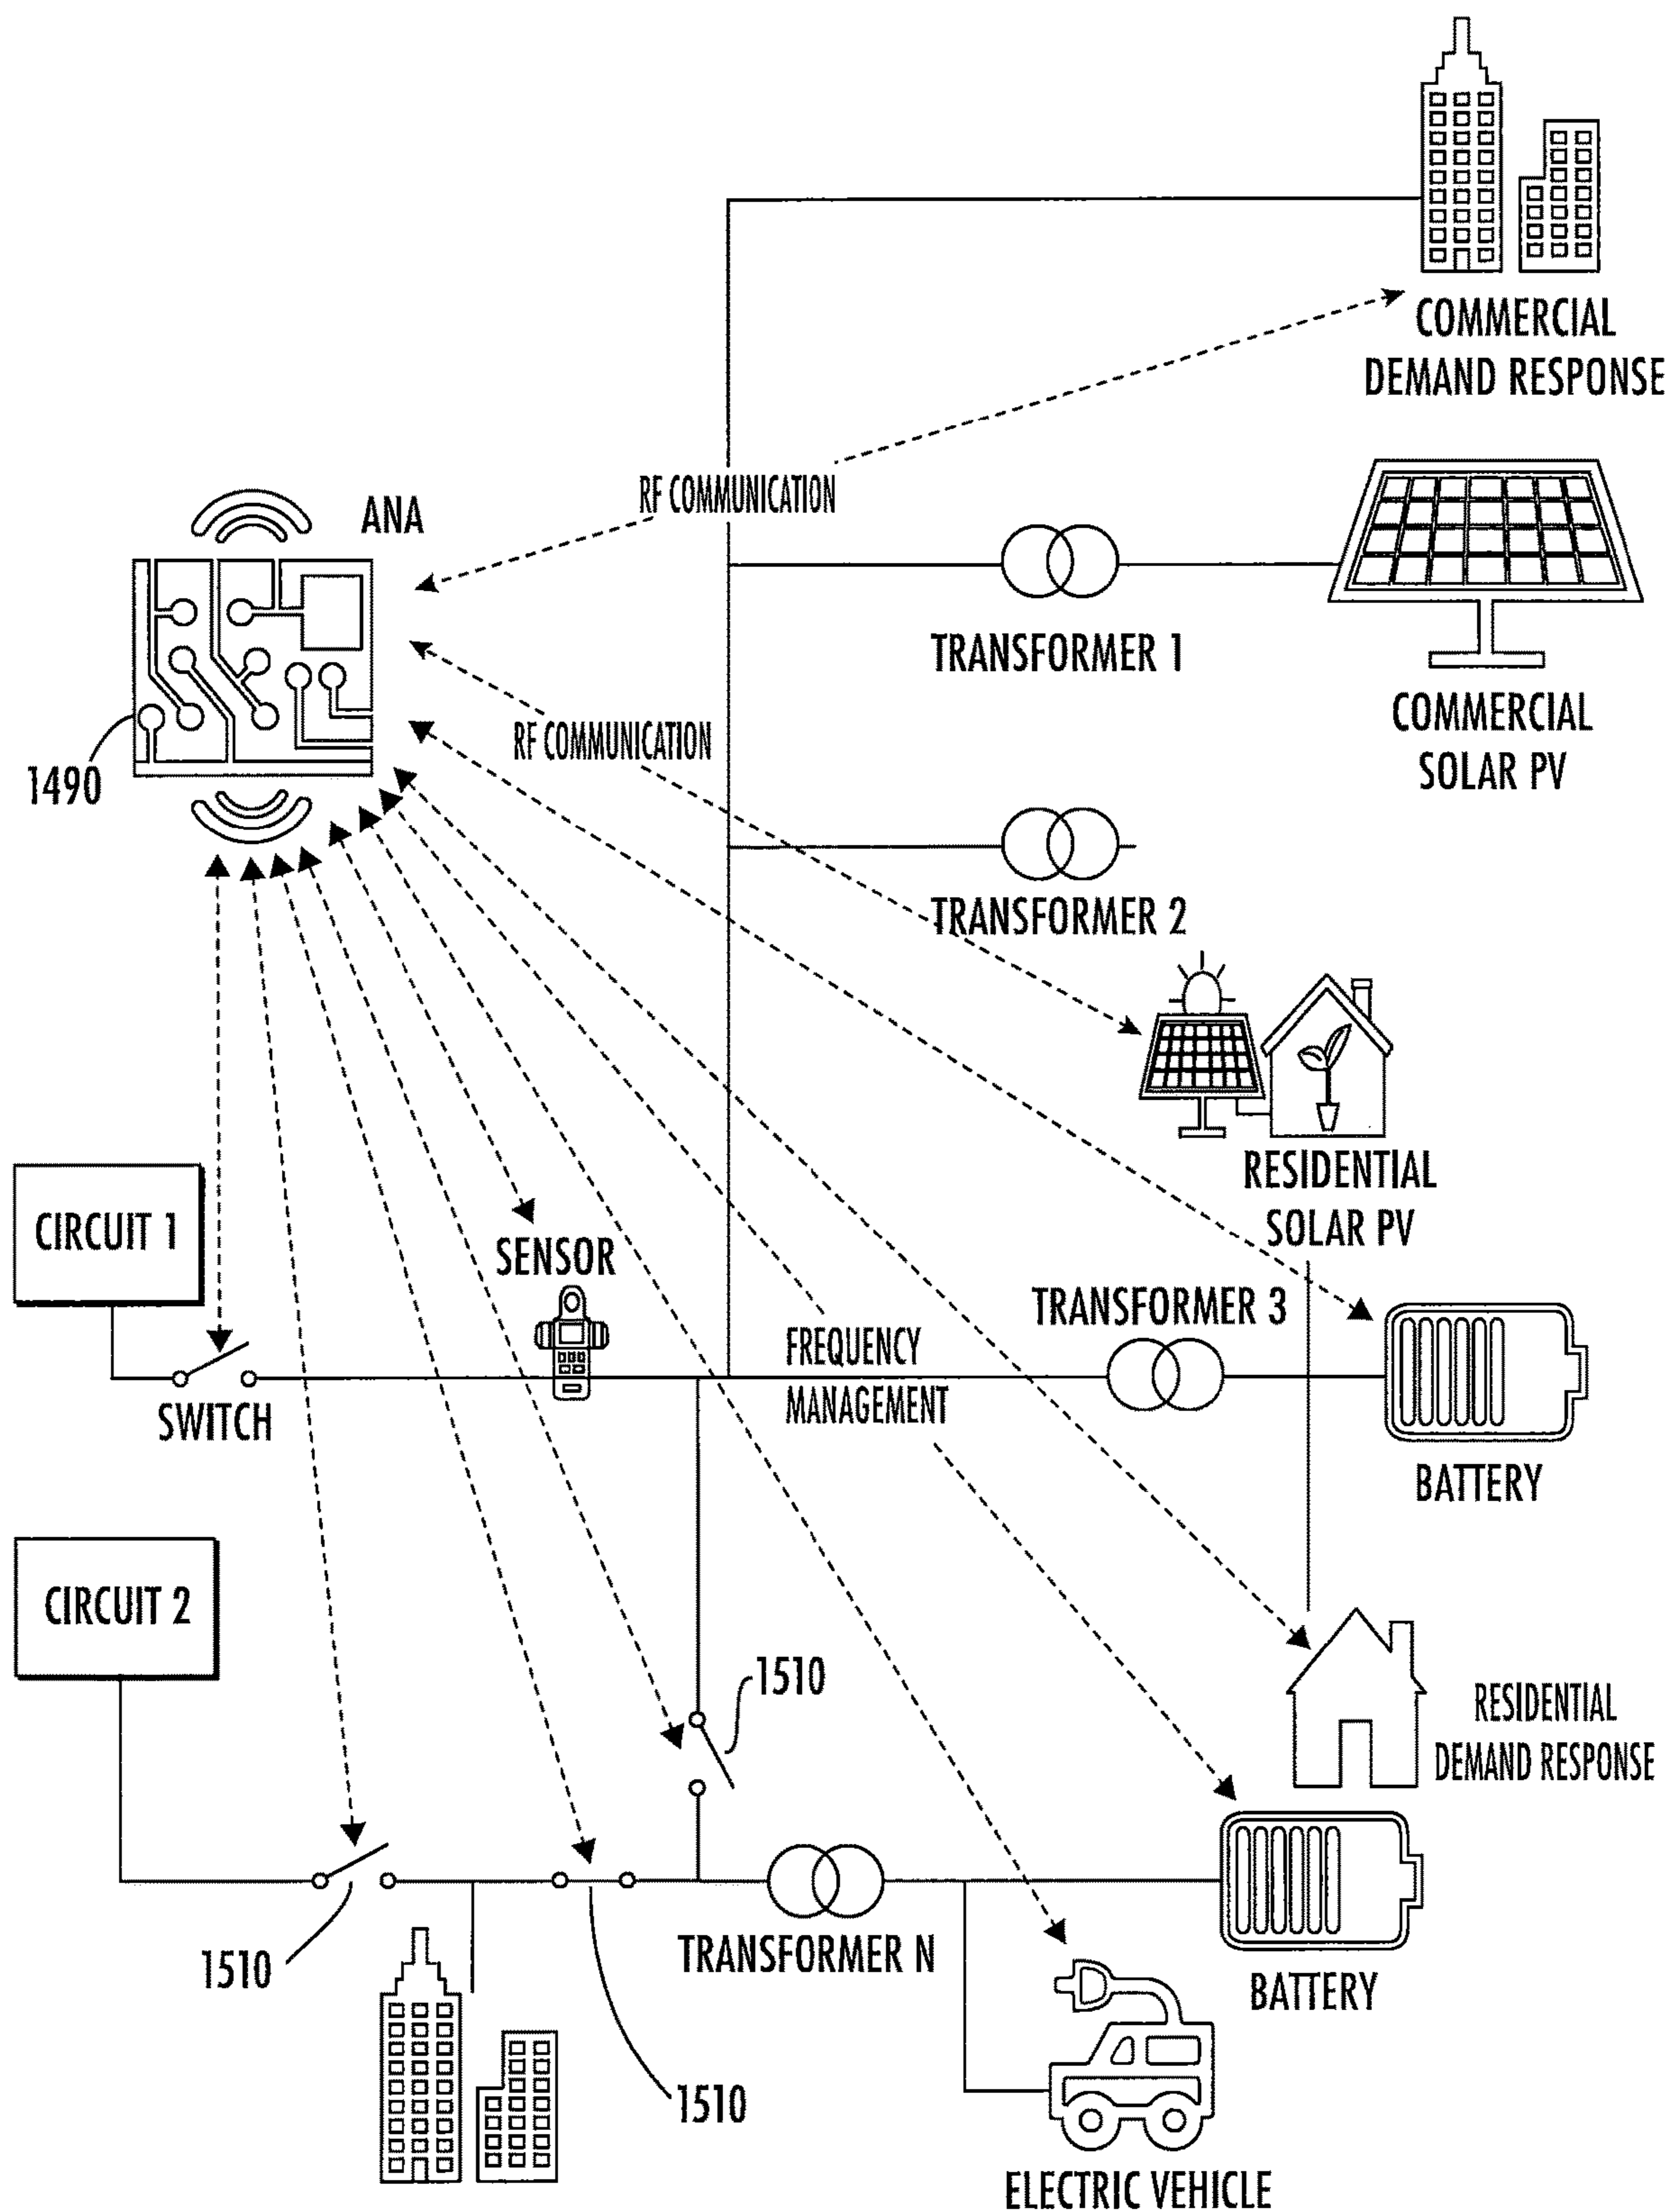 COMMERCIAL
DEMAND RESPONSE
RF COMMUNICATION
ANA
TRANSFORMER 1
COMMERCIAL
SOLAR PV
RF COMMUNICATION
1490
TRANSFORMER 2
RESIDENTIAL
SOLAR PV
CIRCUIT 1
SENSOR
TRANSFORMER 3
FREQUENCY
MANAGEMENT
SWITCH
BATTERY
CIRCUIT 2
1510
RESIDENTIAL
DEMAND RESPONSE
1510
TRANSFORMER N
BATTERY
1510
ELECTRIC VEHICLE